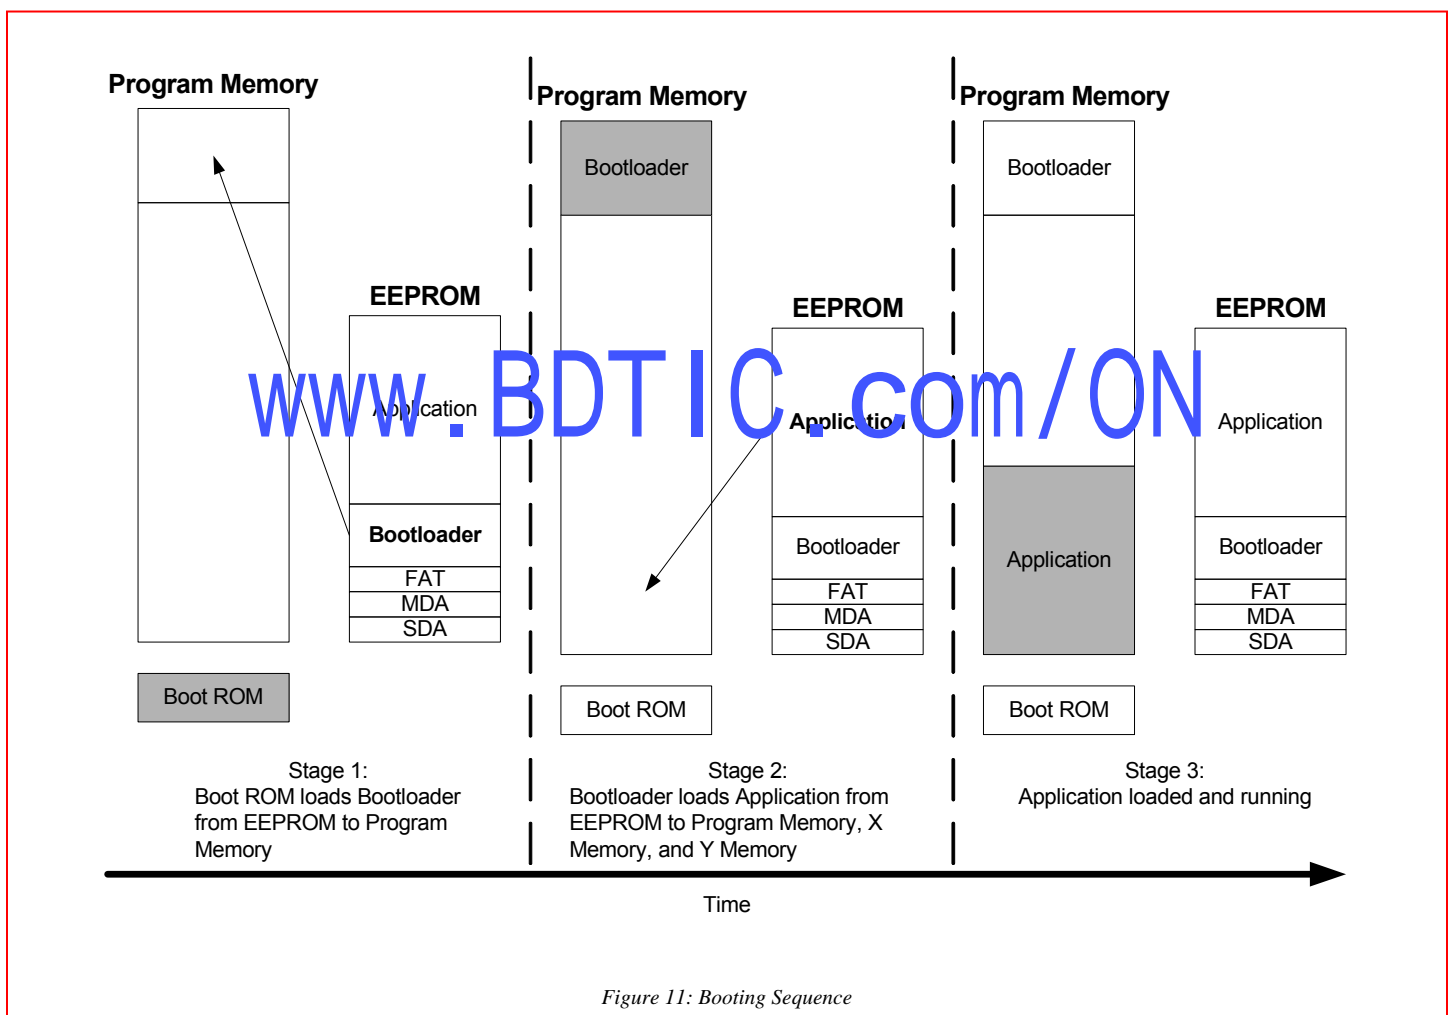 Program Memory
EEPROM
Application
Bootloader
FAT
MDA
SDA
Boot ROM
Stage 1:
Boot ROM loads Bootloader
from EEPROM to Program
Memory
Program Memory
Bootloader
EEPROM
Application
Bootloader
FAT
MDA
SDA
Boot ROM
Stage 2:
Bootloader loads Application from
EEPROM to Program Memory, X
Memory, and Y Memory
Program Memory
Bootloader
Application
EEPROM
Application
Bootloader
FAT
MDA
SDA
Boot ROM
Stage 3:
Application loaded and running
www.BDTIC.com/ON
Time
Figure 11: Booting Sequence